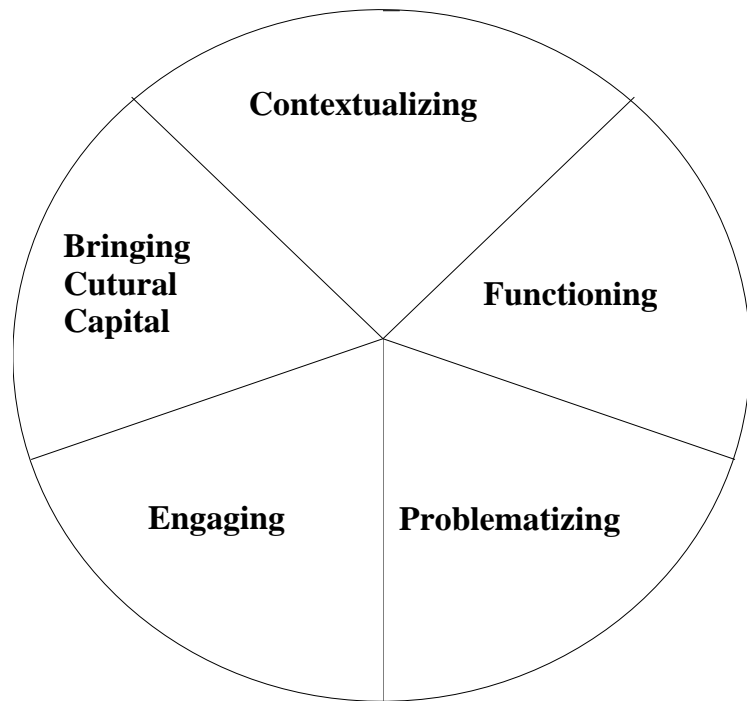 Contextualizing
Bringing
Cutural
Capital
Functioning
Engaging
Problematizing